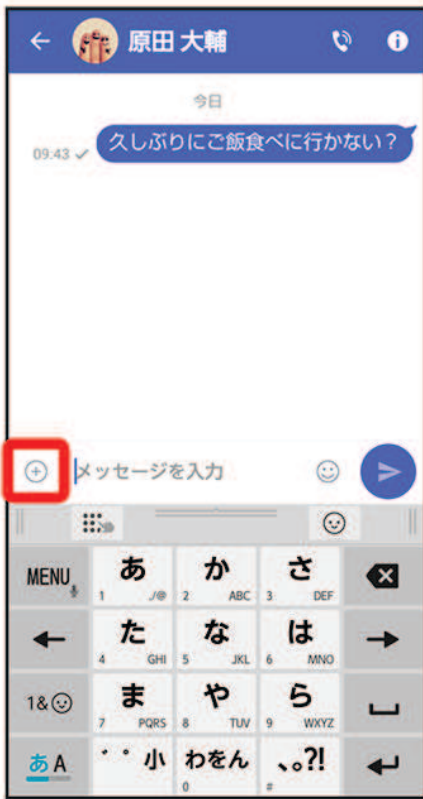 原田 大輔
今日
久しぶりにご飯食べに行かない？
09:43
メッセージを入力
MENU
あ
1 ./@
か
2 ABC
さ
3 DEF
た
4 GHI
な
5 JKL
は
6 MNO
1&
ま
7 PQRS
や
8 TUV
ら
9 WXYZ
あA
゛゜小
わをん
0
､｡?!
#